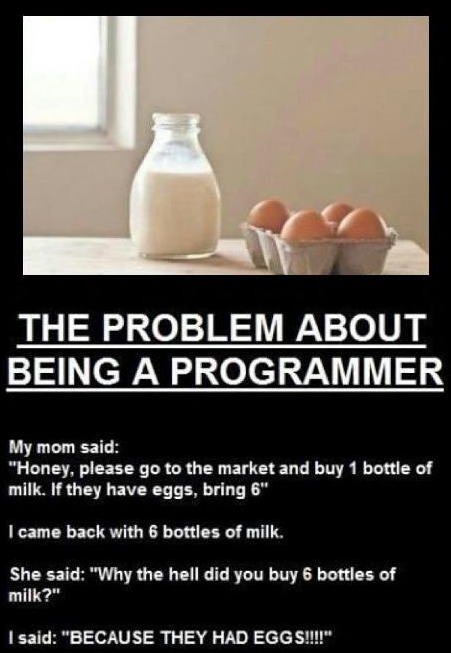 THE PROBLEM ABOUT
BEING A PROGRAMMER
My mom said:
"Honey, please go to the market and buy 1 bottle of
milk. If they have eggs, bring 6"
I came back with 6 bottles of milk.
She said: "Why the hell did you buy 6 bottles of
milk?"
I said: "BECAUSE THEY HAD EGGS!!!!"